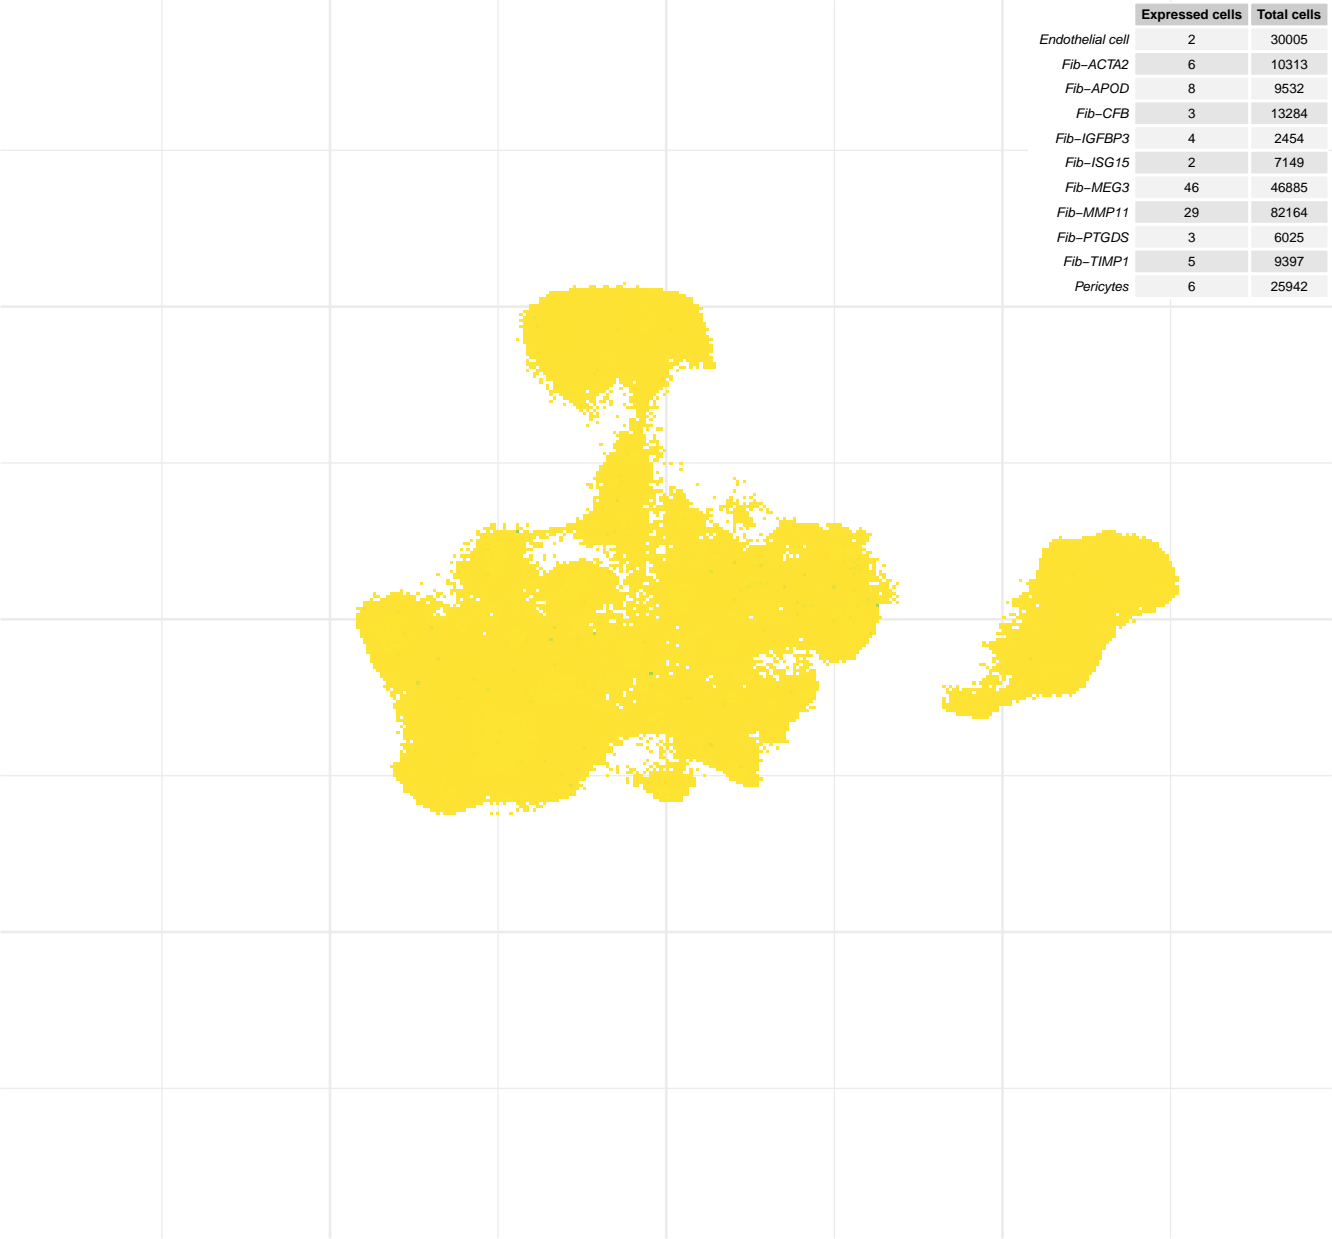 Expressed cells Total cells
Endothelial cell 2 30005
Fib−ACTA2 6 10313
Fib−APOD 8 9532
Fib−CFB 3 13284
Fib−IGFBP3 4 2454
Fib−ISG15 2 7149
Fib−MEG3 46 46885
Fib−MMP11 29 82164
Fib−PTGDS 3 6025
Fib−TIMP1 5 9397
Pericytes 6 25942